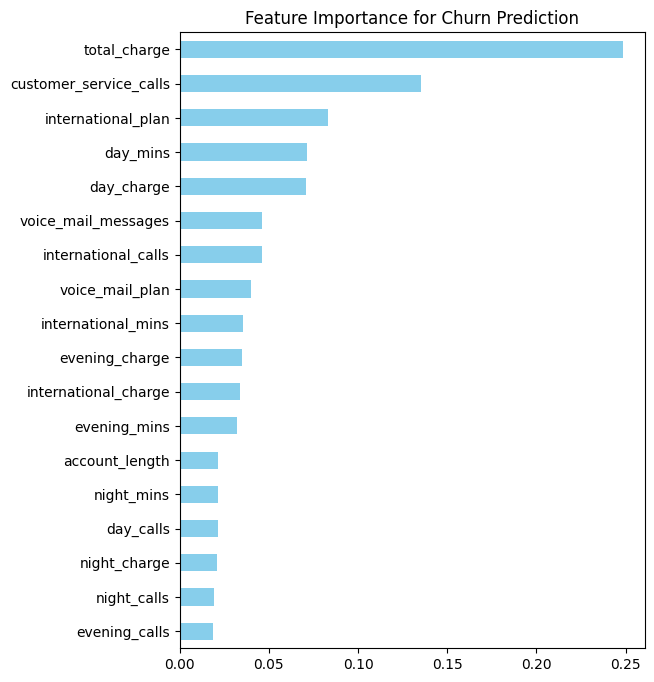 Feature Importance for Churn Prediction
total_charge
customer_service_calls
international_plan
day_mins
day_charge
voice_mail_messages
international_calls
voice_mail_plan
international_mins
evening_charge
international_charge
evening_mins
account_length
night_mins
day_calls
night_charge
night_calls
evening_calls
0.00 0.05 0.10 0.15 0.20 0.25